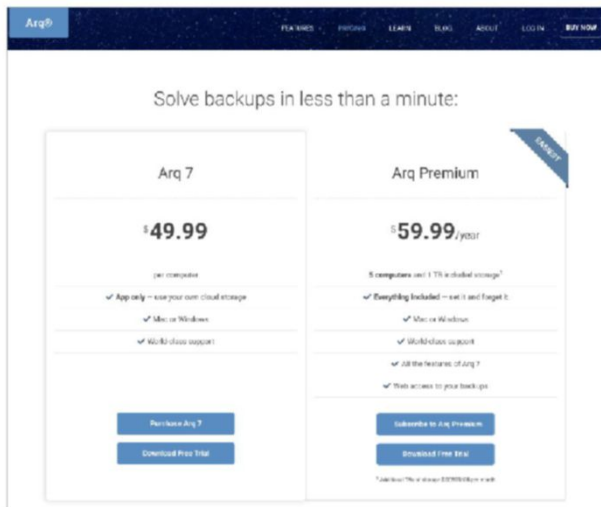 Arq®
FEATURES PRICING LEARN BLOG ABOUT LOG IN BUY NOW
Solve backups in less than a minute:
EASIEST
Arq 7
$49.99
per computer
✓ App only — use your own cloud storage
✓ Mac or Windows
✓ World-class support
Purchase Arq 7
Download Free Trial
Arq Premium
$59.99/year
5 computers and 1 TB included storage*
✓ Everything Included — set it and forget it
✓ Mac or Windows
✓ World-class support
✓ All the features of Arq 7
✓ Web access to your backups
Subscribe to Arq Premium
Download Free Trial